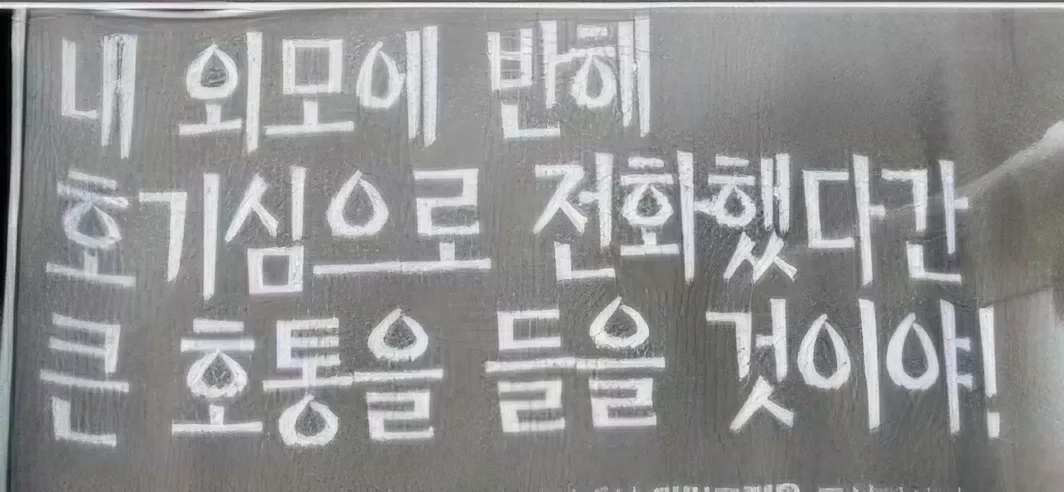 내 외모에 반해
호기심으로 전화했다간
큰 호통을 들을 것이야!